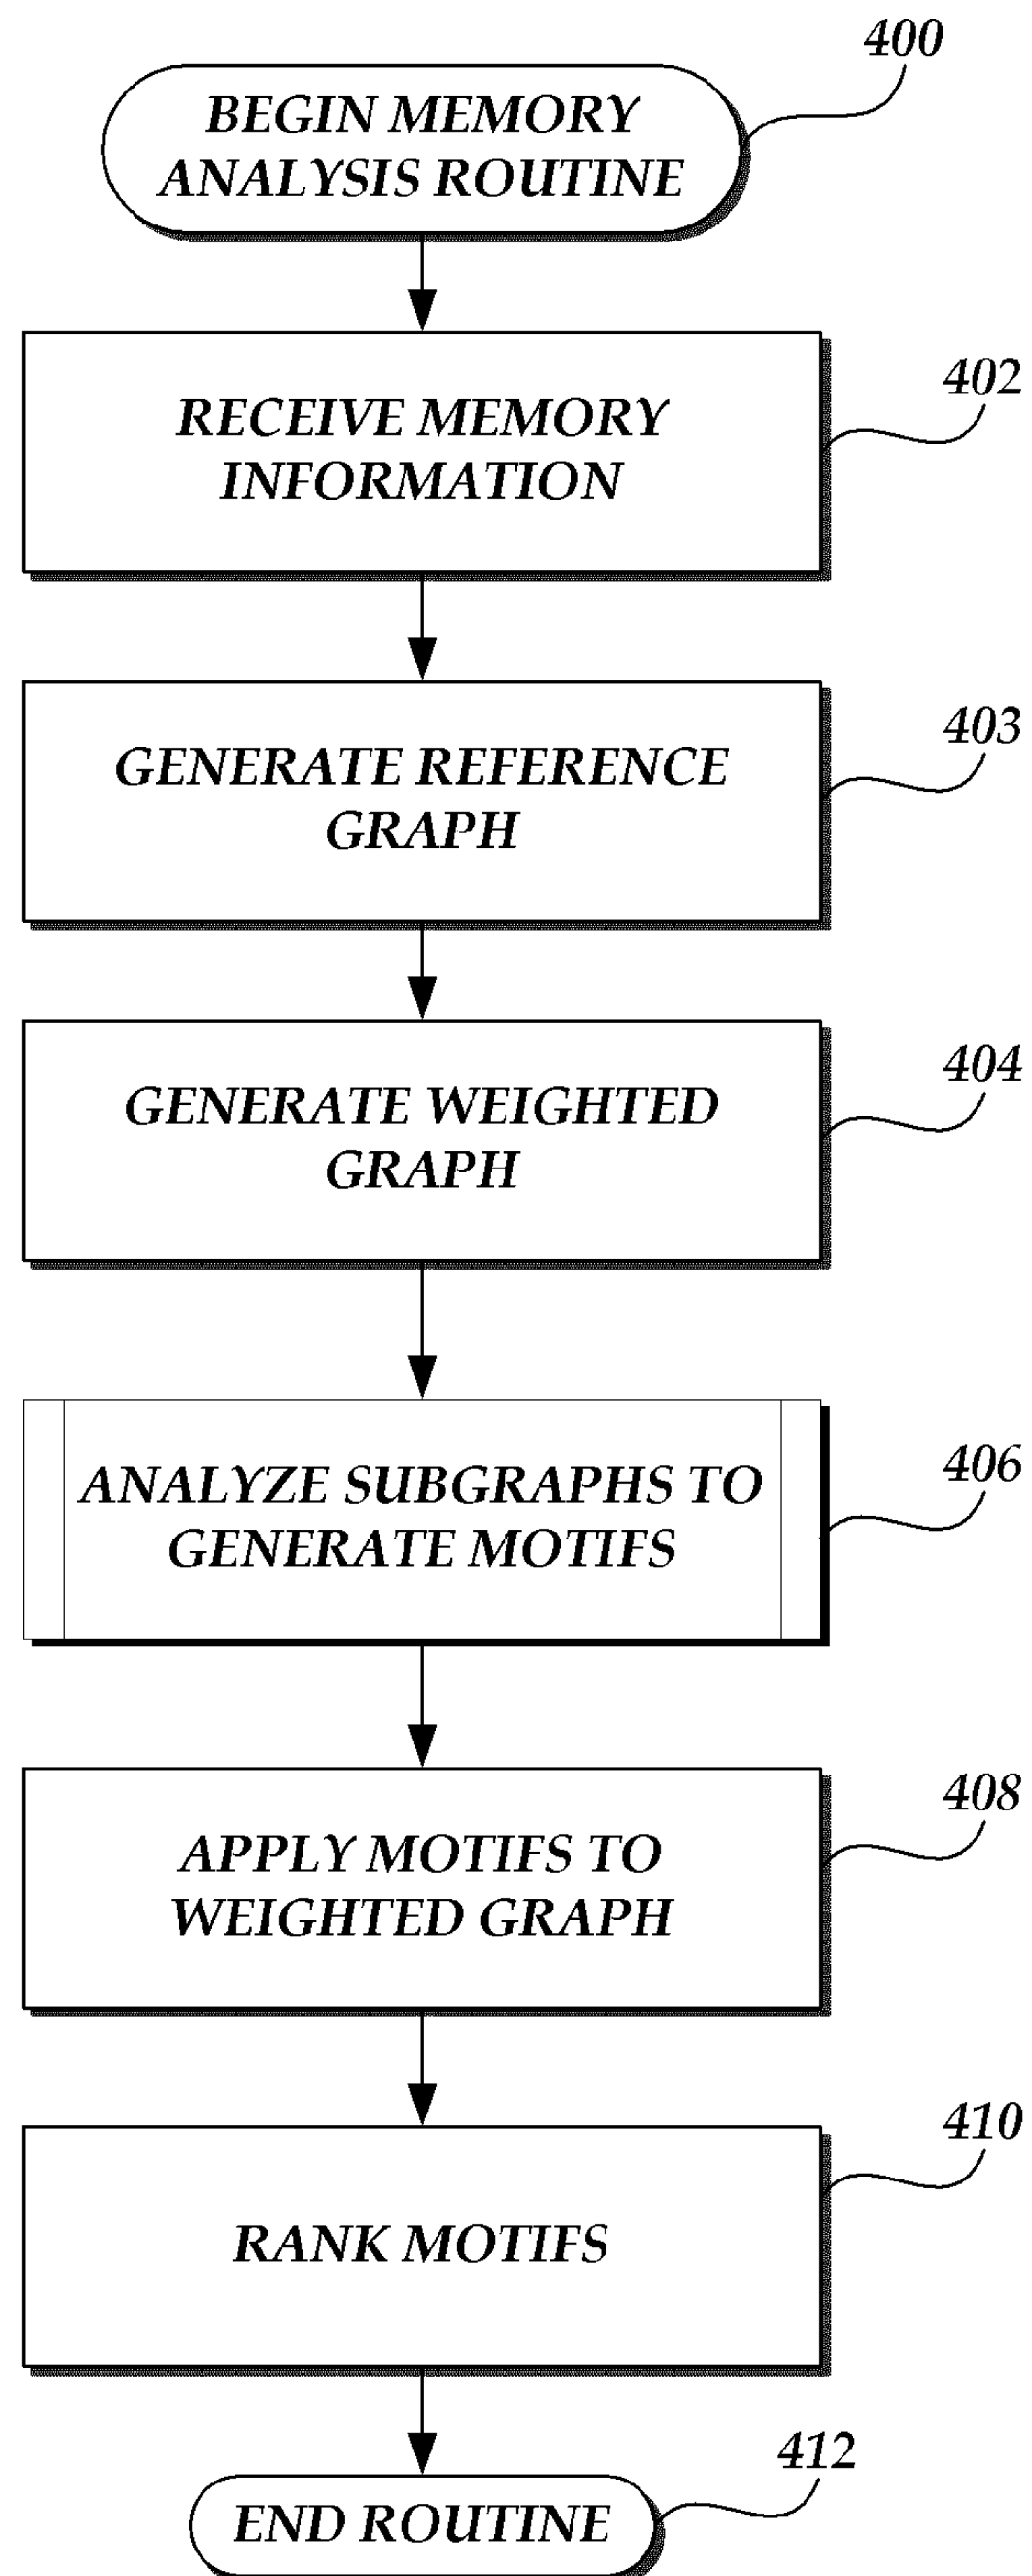 400
BEGIN MEMORY
ANALYSIS ROUTINE
402
RECEIVE MEMORY
INFORMATION
403
GENERATE REFERENCE
GRAPH
404
GENERATE WEIGHTED
GRAPH
406
ANALYZE SUBGRAPHS TO
GENERATE MOTIFS
408
APPLY MOTIFS TO
WEIGHTED GRAPH
410
RANK MOTIFS
412
END ROUTINE